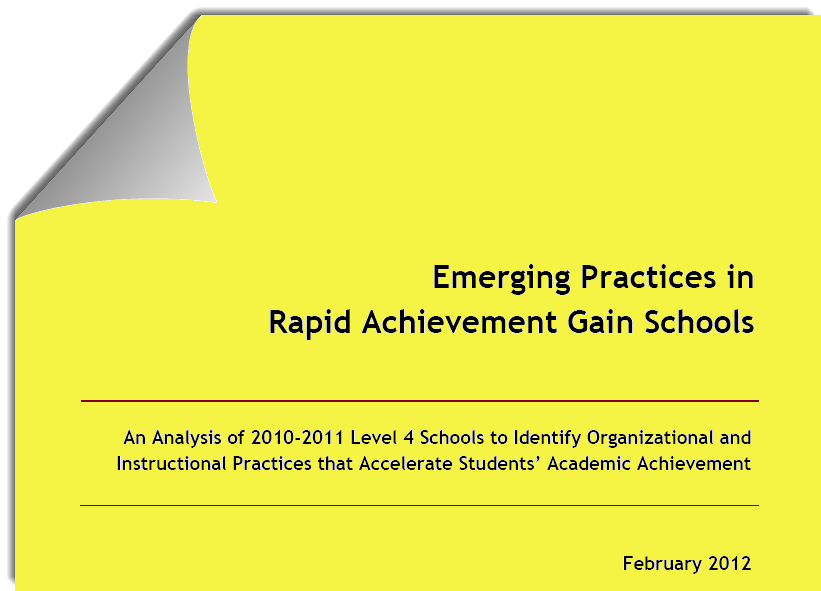 Emerging Practices in
Rapid Achievement Gain Schools
An Analysis of 2010-2011 Level 4 Schools to Identify Organizational and
Instructional Practices that Accelerate Students’ Academic Achievement
February 2012